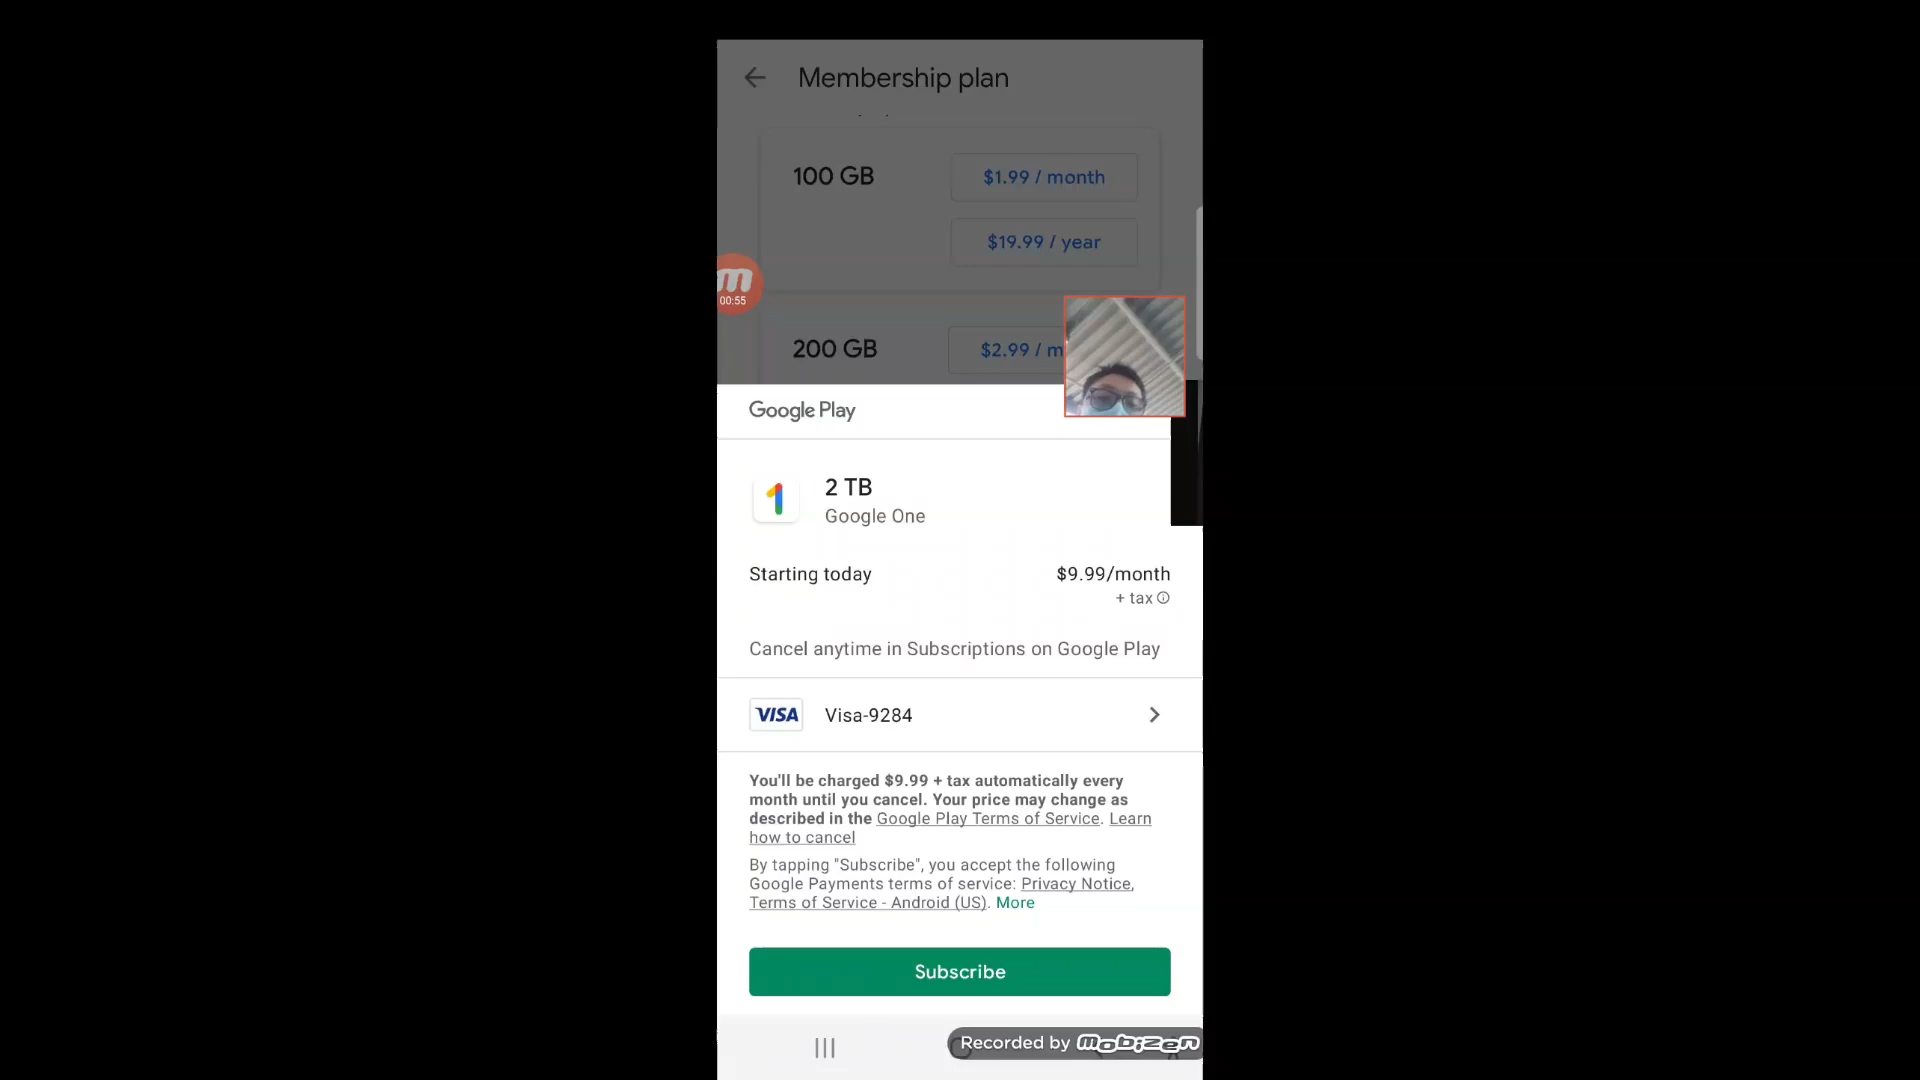 Membership plan
100 GB
$1.99 / month
$19.99 / year
m
00:55
200 GB
$2.99 / m
Google Play
1
2 TB
Google One
Starting today
$9.99/month
+ tax
Cancel anytime in Subscriptions on Google Play
VISA
Visa-9284
You'll be charged $9.99 + tax automatically every
month until you cancel. Your price may change as
described in the Google Play Terms of Service. Learn
how to cancel
By tapping "Subscribe", you accept the following
Google Payments terms of service: Privacy Notice,
Terms of Service - Android (US). More
Subscribe
Recorded by mobizen